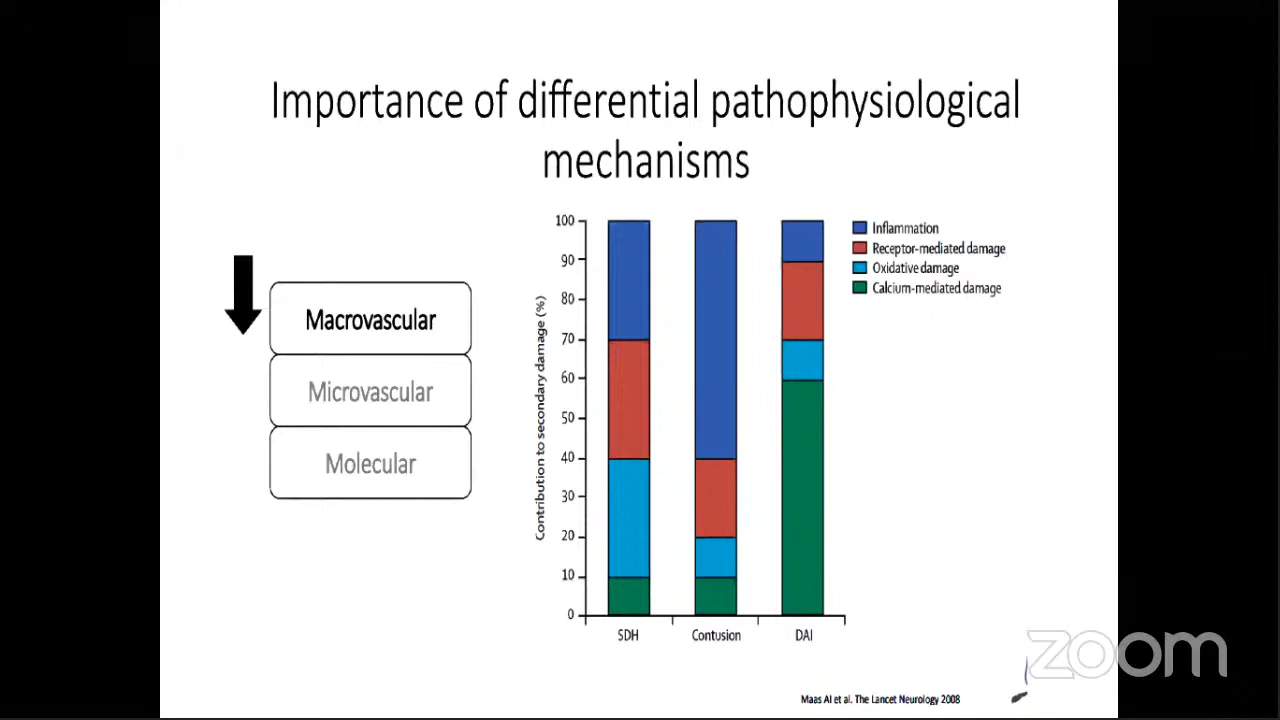 Importance of differential pathophysiological
mechanisms
Macrovascular
Microvascular
Molecular
Contribution to secondary damage (%)
100
90
80
70
60
50
40
30
20
10
0
SDH
Contusion
DAI
Inflammation
Receptor-mediated damage
Oxidative damage
Calcium-mediated damage
Maas AI et al. The Lancet Neurology 2008
zoom